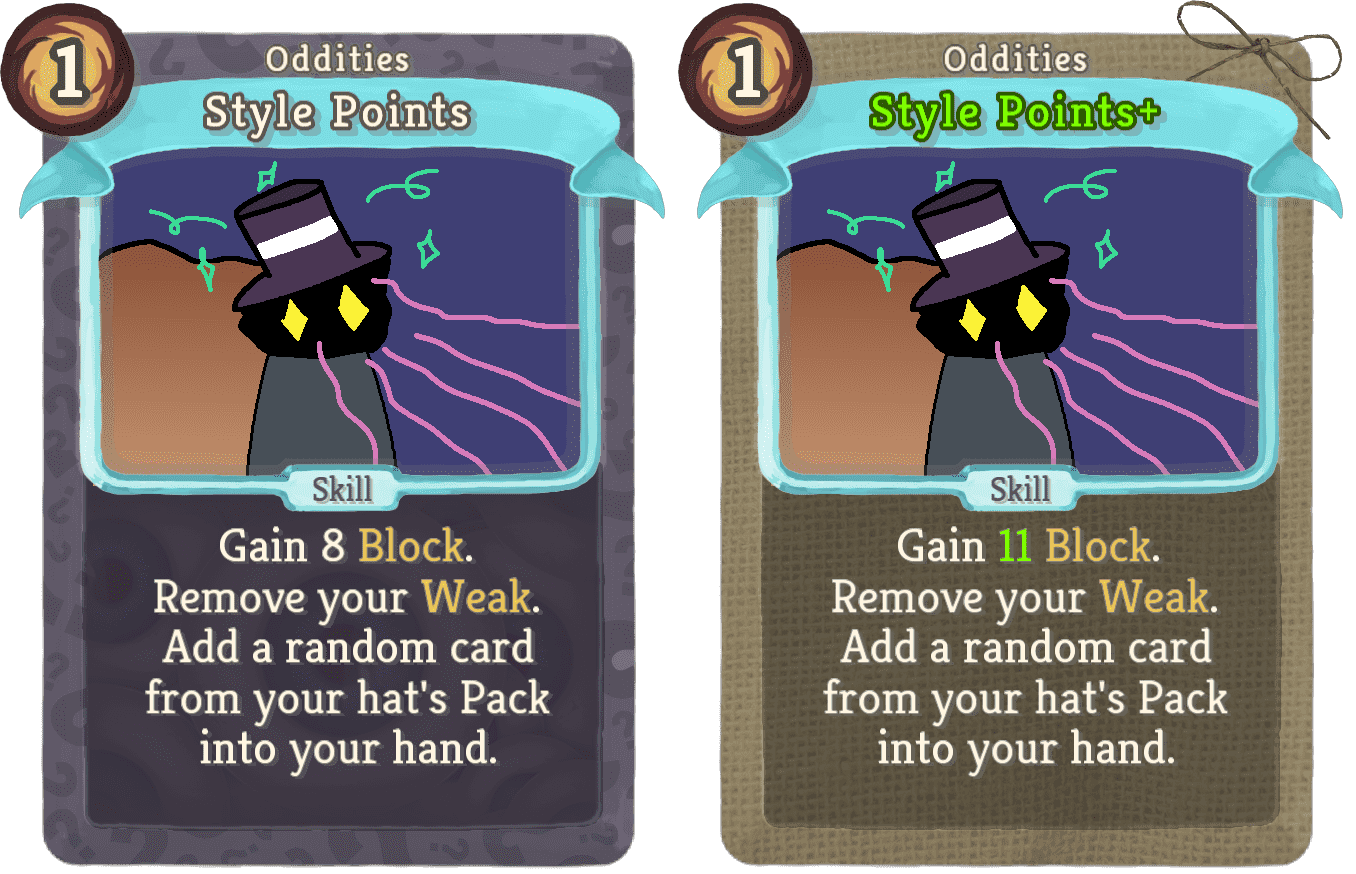 1
Oddities
Style Points
Skill
Gain 8 Block.
Remove your Weak.
Add a random card
from your hat's Pack
into your hand.
1
Oddities
Style Points+
Skill
Gain 11 Block.
Remove your Weak.
Add a random card
from your hat's Pack
into your hand.